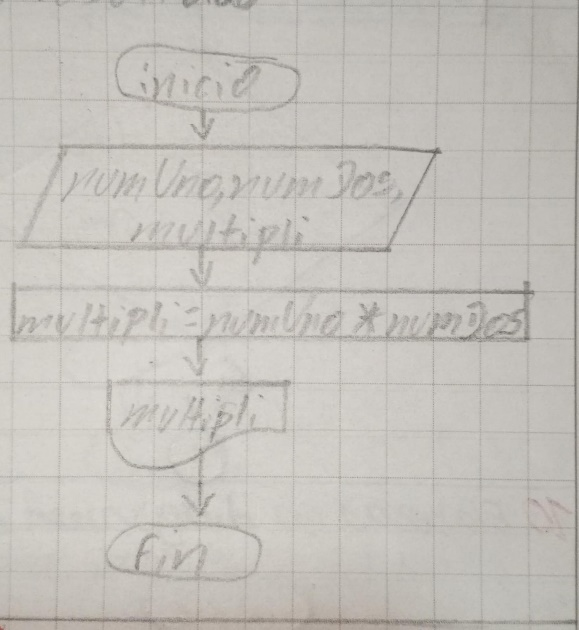 inicio
numUno, numDos,
multipli
multipli = numUno * numDos
multipli
Fin